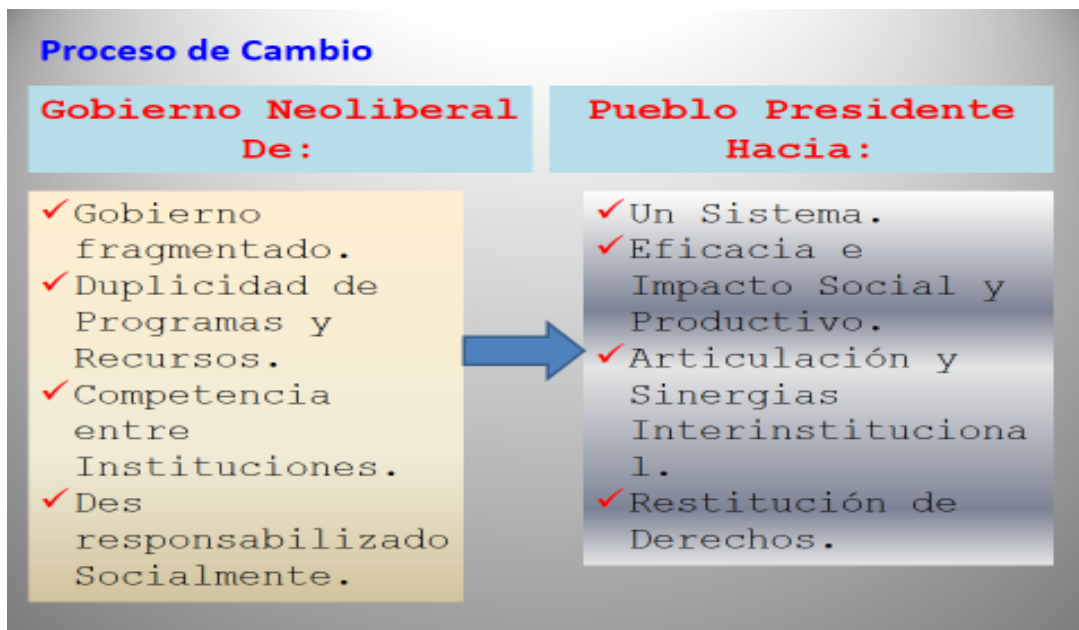 Proceso de Cambio
Gobierno Neoliberal
De:
Pueblo Presidente
Hacia:
✓Gobierno
fragmentado.
✓Duplicidad de
Programas y
Recursos.
✓Competencia
entre
Instituciones.
✓Des
responsabilizado
Socialmente.
✓Un Sistema.
✓Eficacia e
Impacto Social y
Productivo.
✓Articulación y
Sinergias
Interinstituciona
l.
✓Restitución de
Derechos.